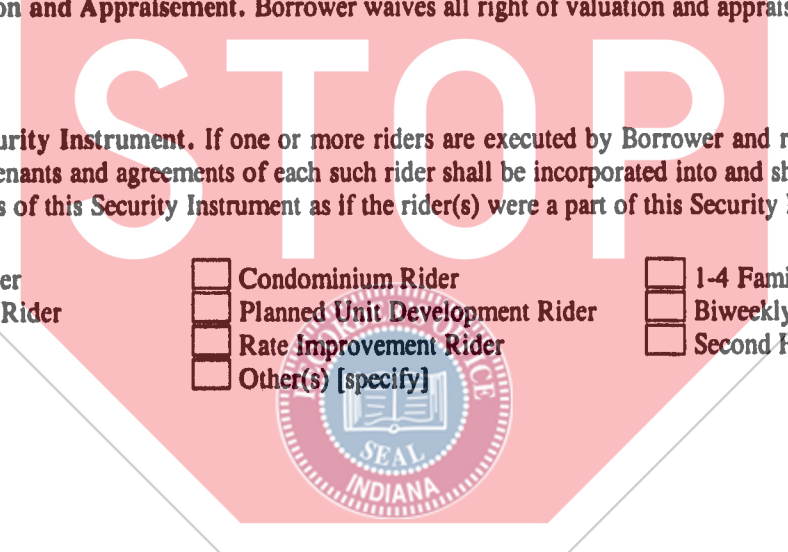 on and Appraisement. Borrower waives all right of valuation and apprais
STOP
urity Instrument. If one or more riders are executed by Borrower and r
enants and agreements of each such rider shall be incorporated into and sh
s of this Security Instrument as if the rider(s) were a part of this Security
er Condominium Rider 1-4 Fami
Rider Planned Unit Development Rider Biweekly
Rate Improvement Rider Second H
Other(s) [specify]
SEAL
INDIANA